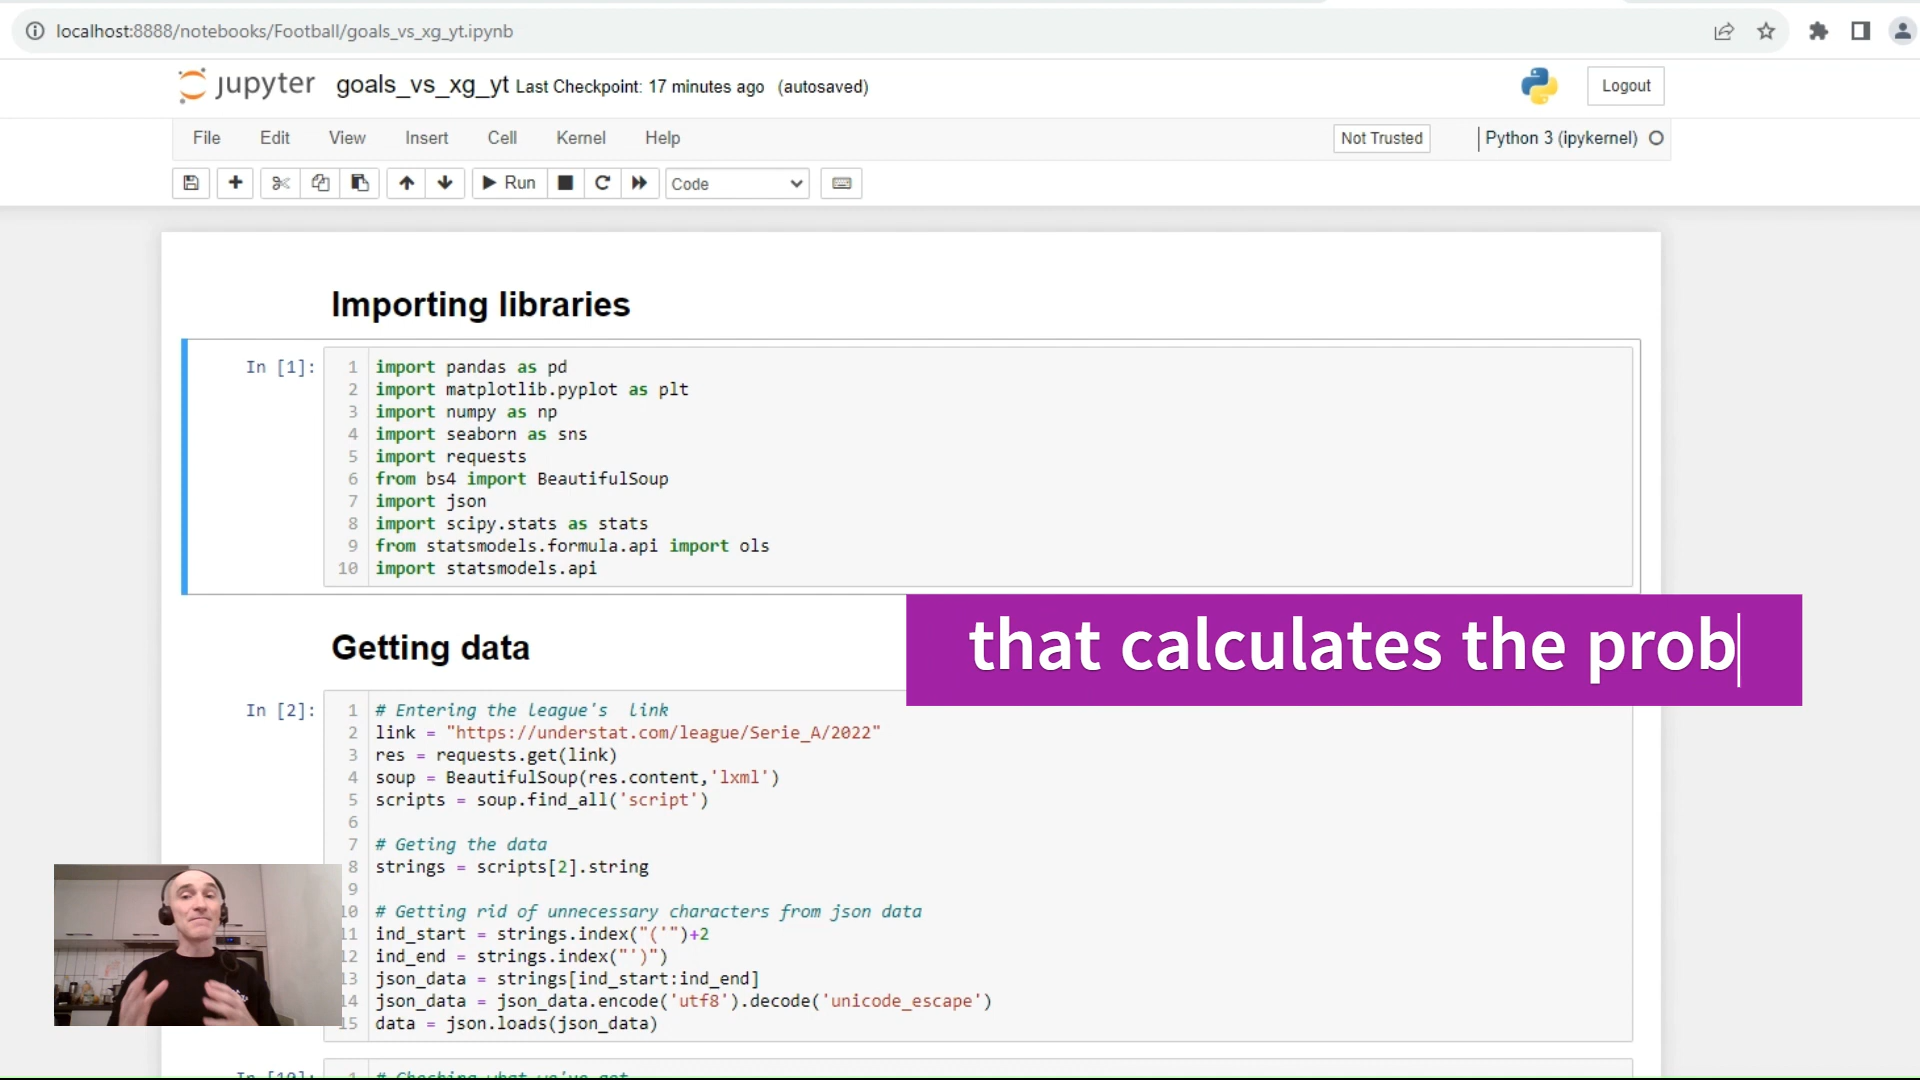 localhost:8888/notebooks/Football/goals_vs_xg_yt.ipynb
jupyter goals_vs_xg_yt Last Checkpoint: 17 minutes ago (autosaved)
Logout
File Edit View Insert Cell Kernel Help
Not Trusted
Python 3 (ipykernel)
Run
Code
Importing libraries
In [1]:
1 import pandas as pd
2 import matplotlib.pyplot as plt
3 import numpy as np
4 import seaborn as sns
5 import requests
6 from bs4 import BeautifulSoup
7 import json
8 import scipy.stats as stats
9 from statsmodels.formula.api import ols
10 import statsmodels.api
that calculates the prob
Getting data
In [2]:
1 # Entering the league's  link
2 link = "https://understat.com/league/Serie_A/2022"
3 res = requests.get(link)
4 soup = BeautifulSoup(res.content,'lxml')
5 scripts = soup.find_all('script')
6
7 # Geting the data
8 strings = scripts[2].string
9
10 # Getting rid of unnecessary characters from json data
11 ind_start = strings.index("('")+2
12 ind_end = strings.index("')")
13 json_data = strings[ind_start:ind_end]
14 json_data = json_data.encode('utf8').decode('unicode_escape')
15 data = json.loads(json_data)
1 # Checking what we've got